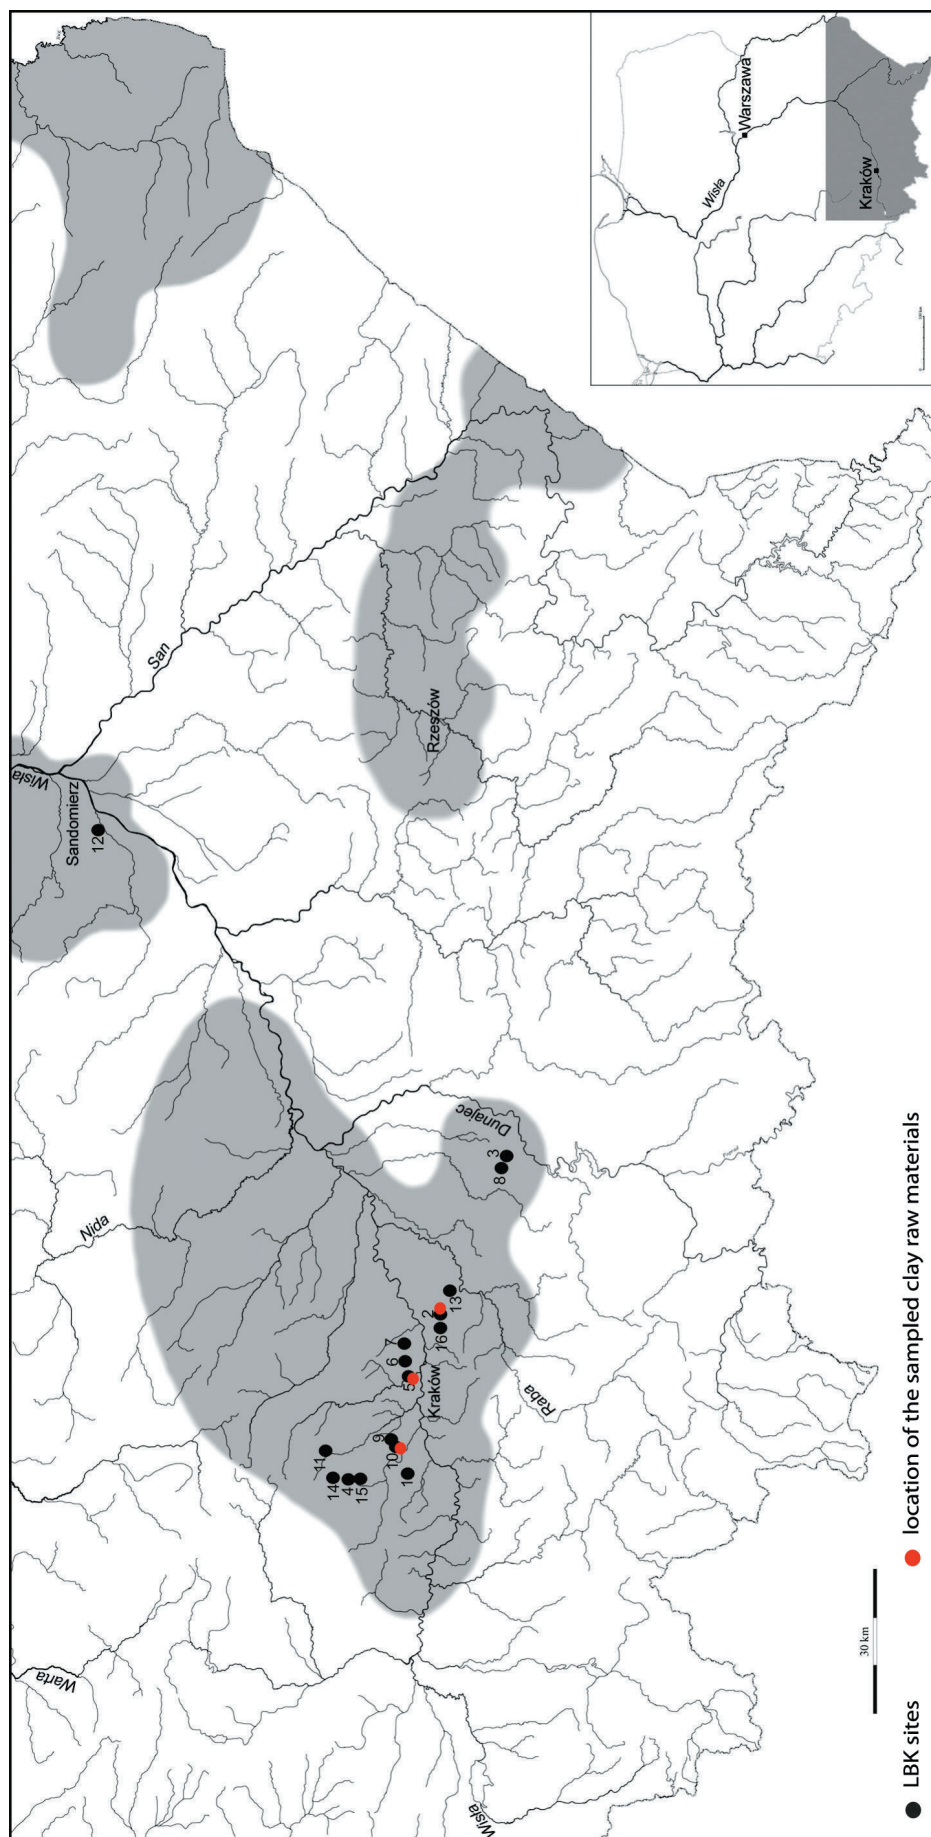 Warta
Nida
Wisła
San
Sandomierz
12
11
14
4
15
9
10
1
5
6
7
Kraków
16
2
13
Raba
8
3
Dunajec
Rzeszów
Wisła
Wisła
Warszawa
Kraków
30 km
LBK sites
location of the sampled clay raw materials